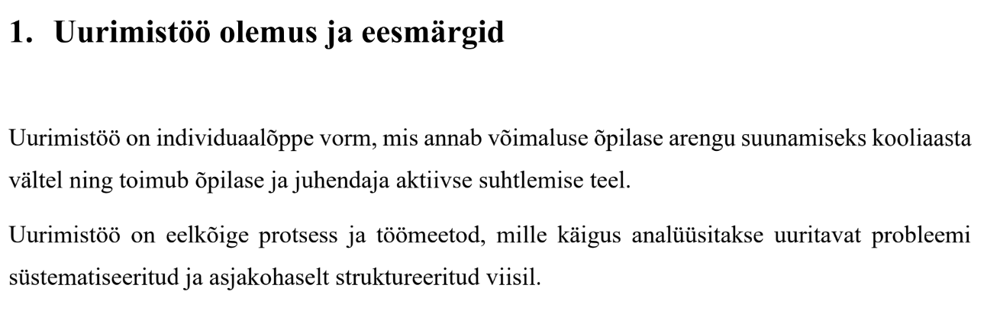 1. Uurimistöö olemus ja eesmärgid
Uurimistöö on individuaalõppe vorm, mis annab võimaluse õpilase arengu suunamiseks kooliaasta
vältel ning toimub õpilase ja juhendaja aktiivse suhtlemise teel.
Uurimistöö on eelkõige protsess ja töömeetod, mille käigus analüüsitakse uuritavat probleemi
süstematiseeritud ja asjakohaselt struktureeritud viisil.